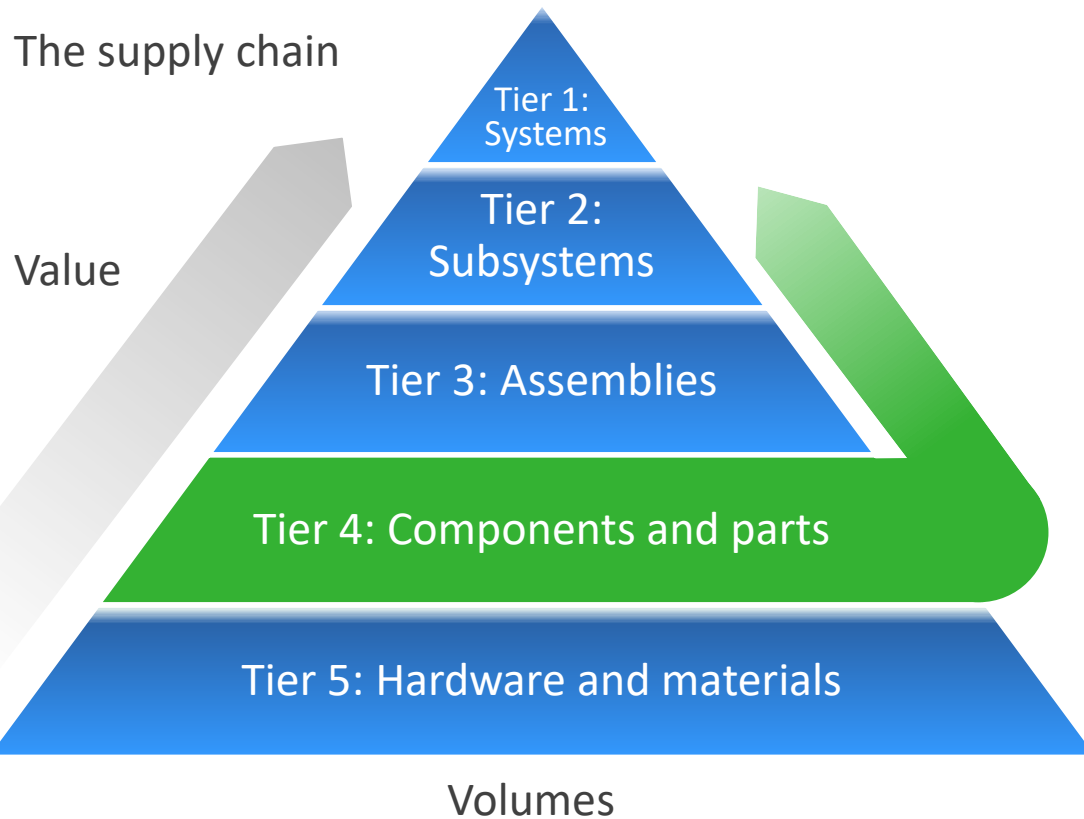 The supply chain
Tier 1:
Systems
Tier 2:
Subsystems
Value
Tier 3: Assemblies
Tier 4: Components and parts
Tier 5: Hardware and materials
Volumes